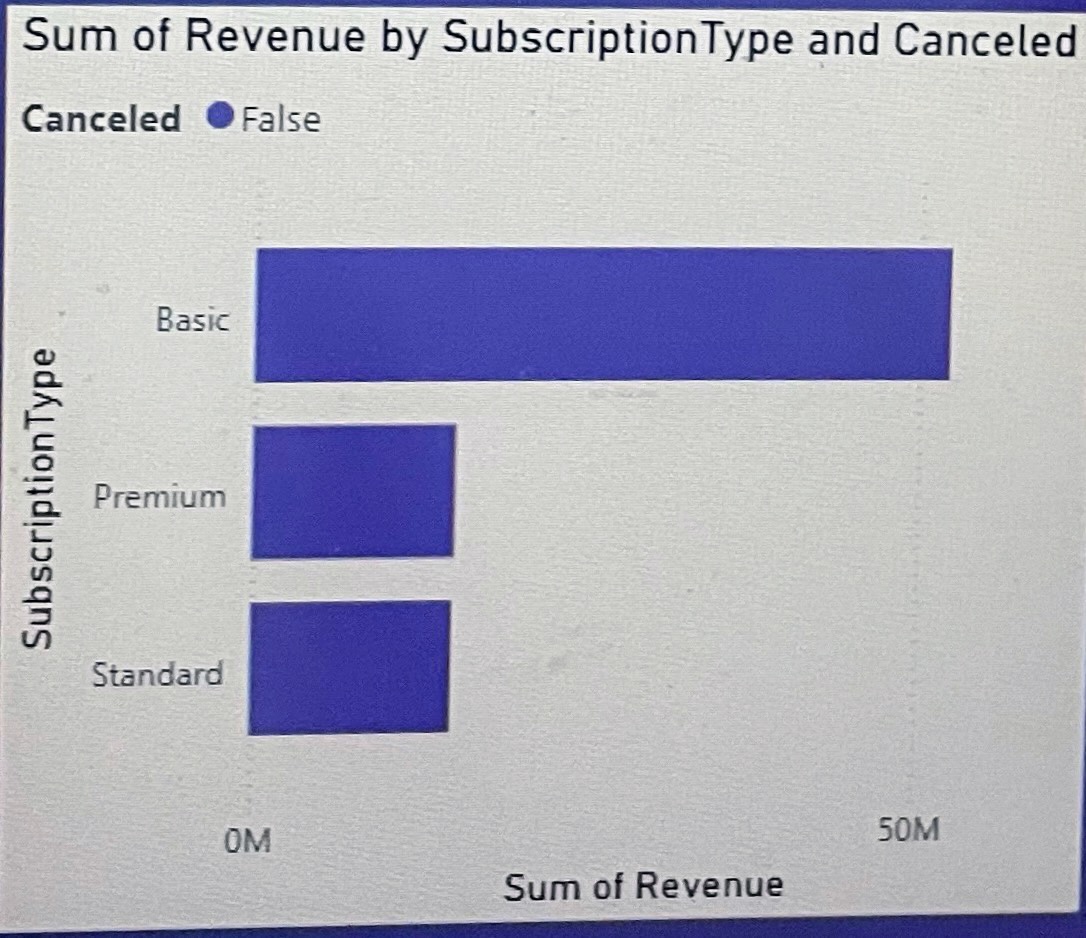 Sum of Revenue by SubscriptionType and Canceled
Canceled False
Basic
Premium
Standard
SubscriptionType
0M
50M
Sum of Revenue